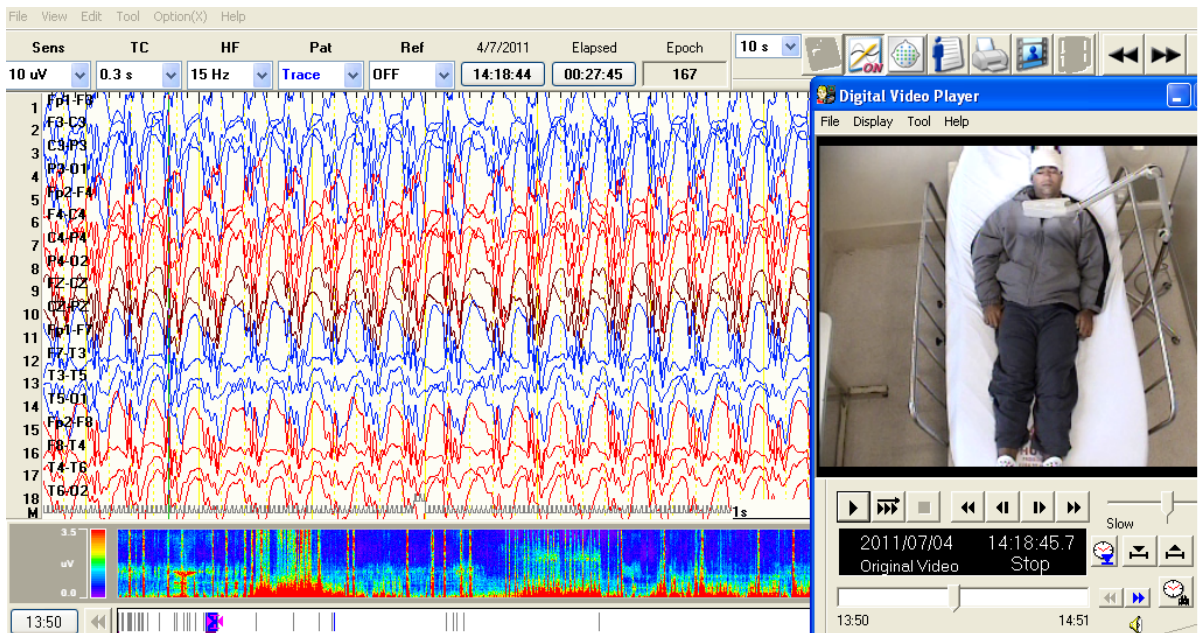 File View Edit Tool Option(X) Help
Sens TC HF Pat Ref 4/7/2011 Elapsed Epoch
10 uV 0.3 s 15 Hz Trace OFF 14:18:44 00:27:45 167
10 s
ON
1 Fp1-F3
2 F3-C3
3 C3-P3
4 P3-O1
5 Fp2-F4
6 F4-C4
7 C4-P4
8 P4-O2
9 FZ-CZ
10 CZ-PZ
11 Fp1-F7
12 F7-T3
13 T3-T5
14 T5-O1
15 Fp2-F8
16 F8-T4
17 T4-T6
18 T6-O2
M
1s
3.5
uV
0.0
13:50
Digital Video Player
File Display Tool Help
Slow
2011/07/04 14:18:45.7
Original Video Stop
13:50 14:51